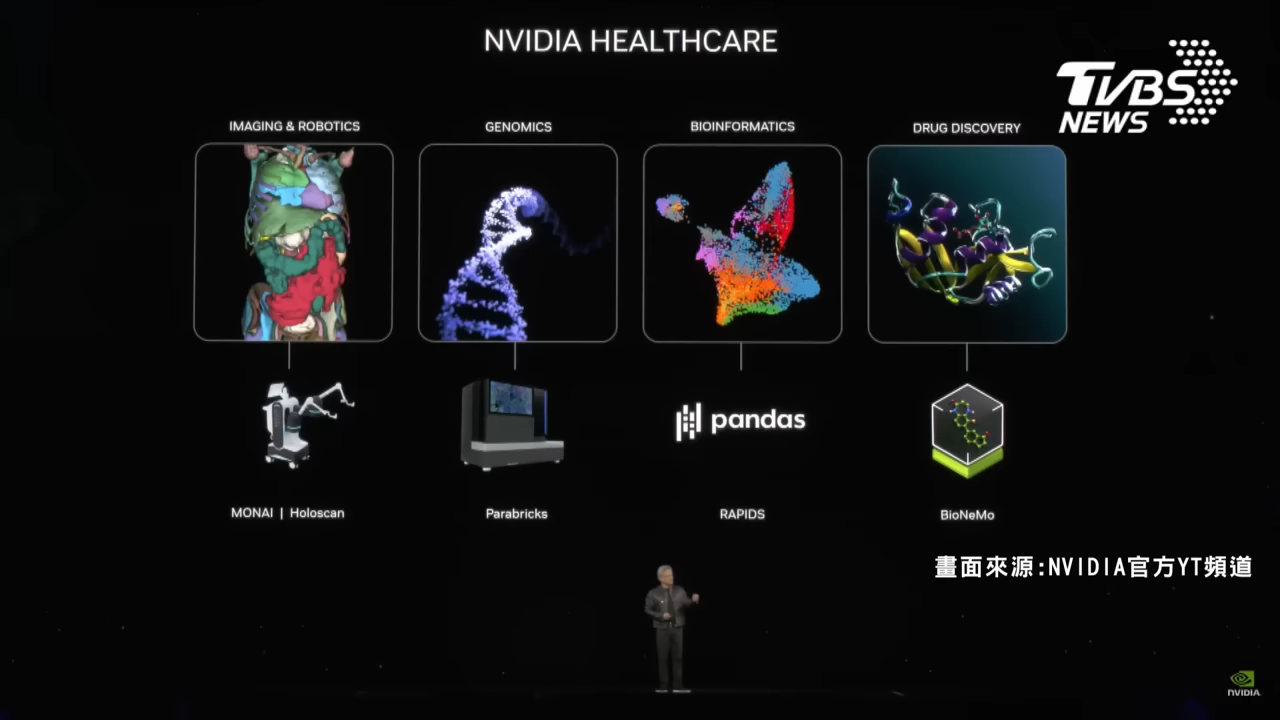 NVIDIA HEALTHCARE
TVBS
NEWS
IMAGING & ROBOTICS
GENOMICS
BIOINFORMATICS
DRUG DISCOVERY
pandas
MONAI | Holoscan
Parabricks
RAPIDS
BioNeMo
畫面來源:NVIDIA官方YT頻道
NVIDIA